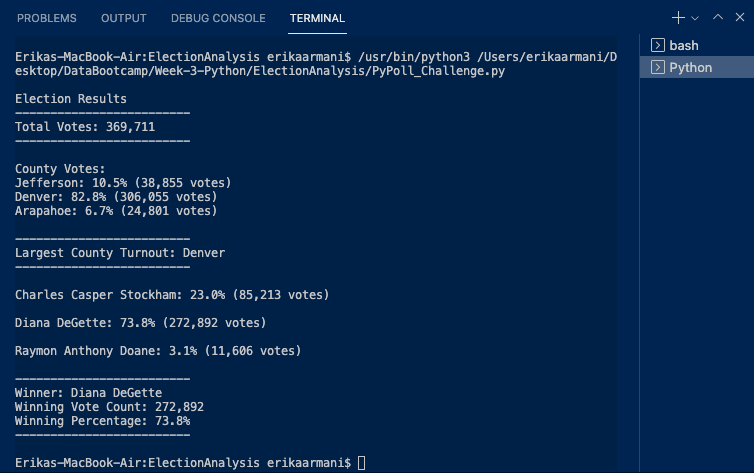 PROBLEMS OUTPUT DEBUG CONSOLE TERMINAL
bash
Python
Erikas-MacBook-Air:ElectionAnalysis erikaarmani$ /usr/bin/python3 /Users/erikaarmani/D
esktop/DataBootcamp/Week-3-Python/ElectionAnalysis/PyPoll_Challenge.py
Election Results
-------------------------
Total Votes: 369,711
-------------------------
County Votes:
Jefferson: 10.5% (38,855 votes)
Denver: 82.8% (306,055 votes)
Arapahoe: 6.7% (24,801 votes)
-------------------------
Largest County Turnout: Denver
-------------------------
Charles Casper Stockham: 23.0% (85,213 votes)
Diana DeGette: 73.8% (272,892 votes)
Raymon Anthony Doane: 3.1% (11,606 votes)
-------------------------
Winner: Diana DeGette
Winning Vote Count: 272,892
Winning Percentage: 73.8%
-------------------------
Erikas-MacBook-Air:ElectionAnalysis erikaarmani$